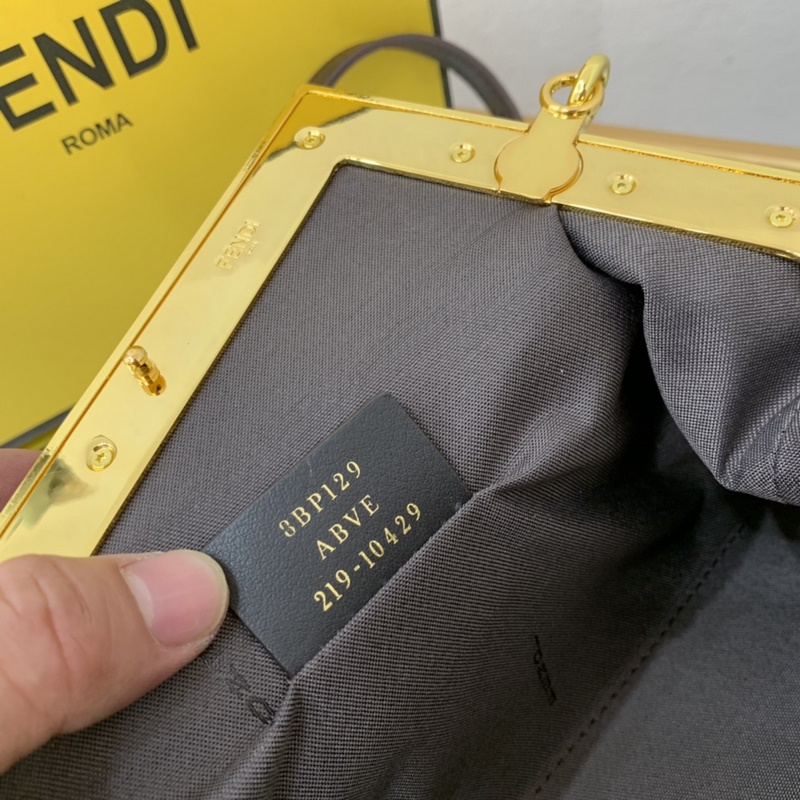 ENDI
ROMA
FENDI
8BP129
ABVE
219-10429